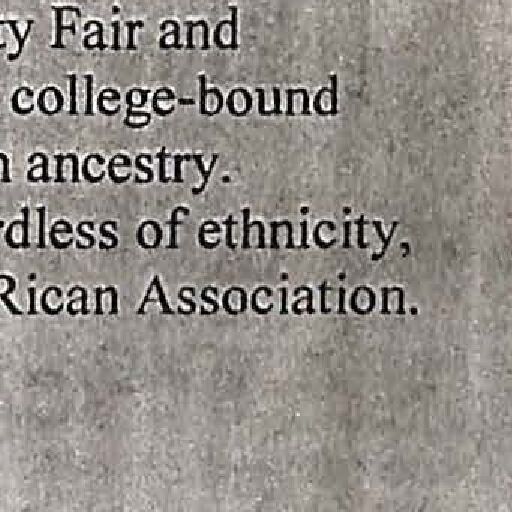 ty Fair and
college-bound
n ancestry.
rdless of ethnicity,
Rican Association.